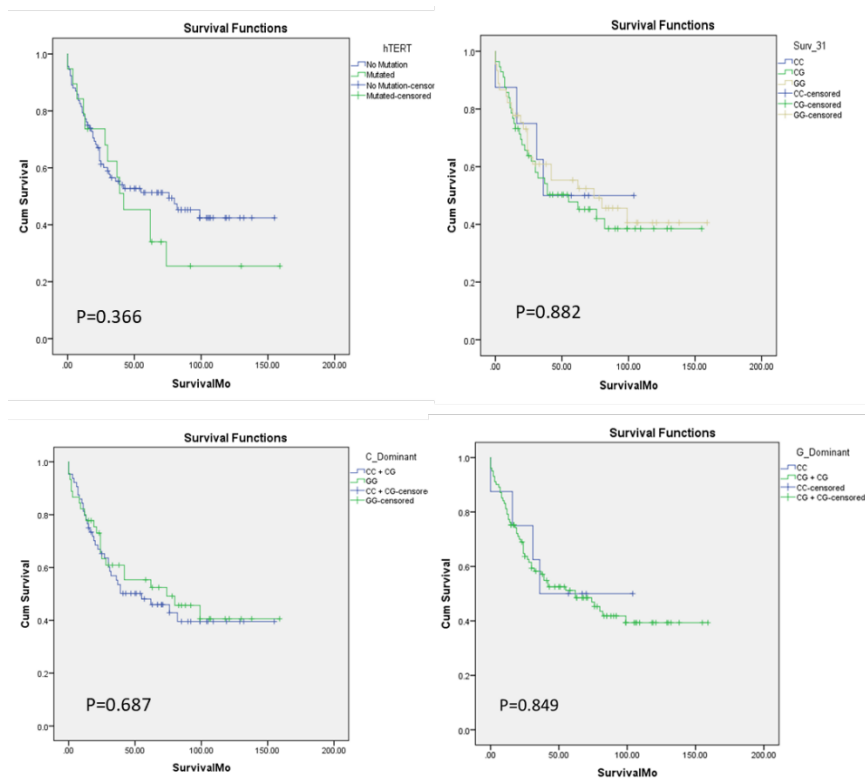 Survival Functions
hTERT
No Mutation
Mutated
No Mutation-censor
Mutated-censored
1.0
0.8
0.6
0.4
0.2
0.0
Cum Survival
P=0.366
.00 50.00 100.00 150.00 200.00
SurvivalMo
Survival Functions
Surv_31
CC
CG
GG
CC-censored
CG-censored
GG-censored
1.0
0.8
0.6
0.4
0.2
0.0
Cum Survival
P=0.882
.00 50.00 100.00 150.00 200.00
SurvivalMo
Survival Functions
C_Dominant
CC + CG
GG
CC + CG-censore
GG-censored
1.0
0.8
0.6
0.4
0.2
0.0
Cum Survival
P=0.687
.00 50.00 100.00 150.00 200.00
SurvivalMo
Survival Functions
G_Dominant
CC
CG + CG
CC-censored
CG + CG-censored
1.0
0.8
0.6
0.4
0.2
0.0
Cum Survival
P=0.849
.00 50.00 100.00 150.00 200.00
SurvivalMo